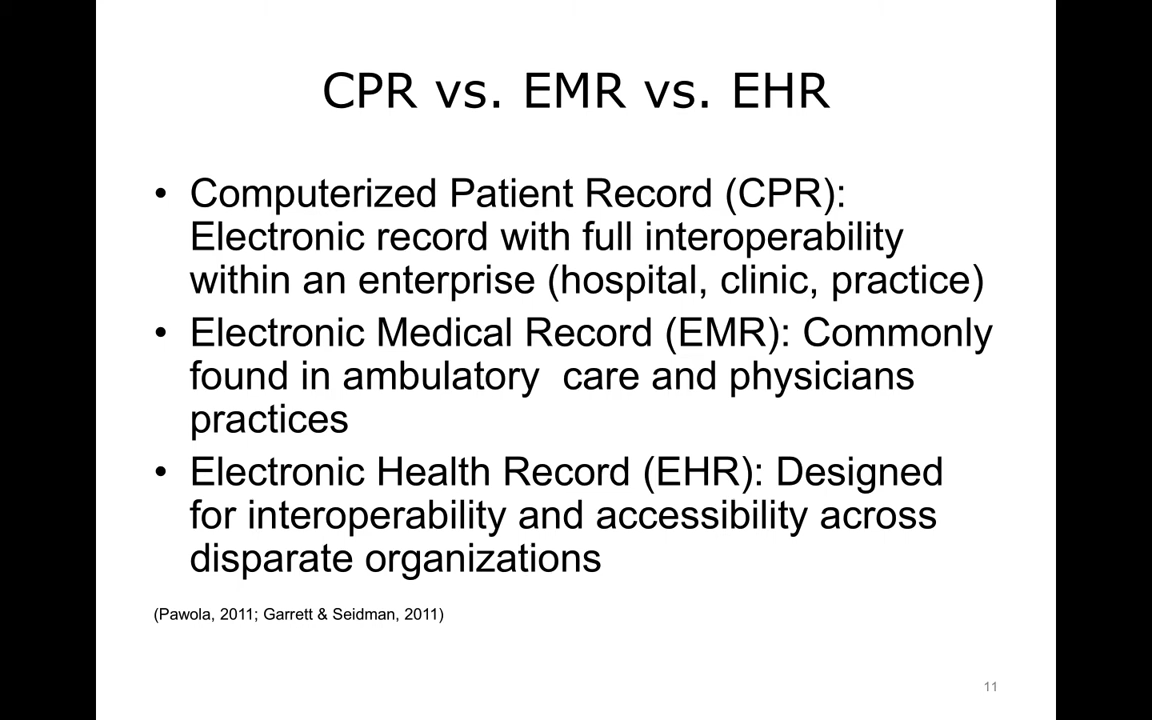 CPR vs. EMR vs. EHR
• Computerized Patient Record (CPR):
Electronic record with full interoperability
within an enterprise (hospital, clinic, practice)
• Electronic Medical Record (EMR): Commonly
found in ambulatory  care and physicians
practices
• Electronic Health Record (EHR): Designed
for interoperability and accessibility across
disparate organizations
(Pawola, 2011; Garrett & Seidman, 2011)
11